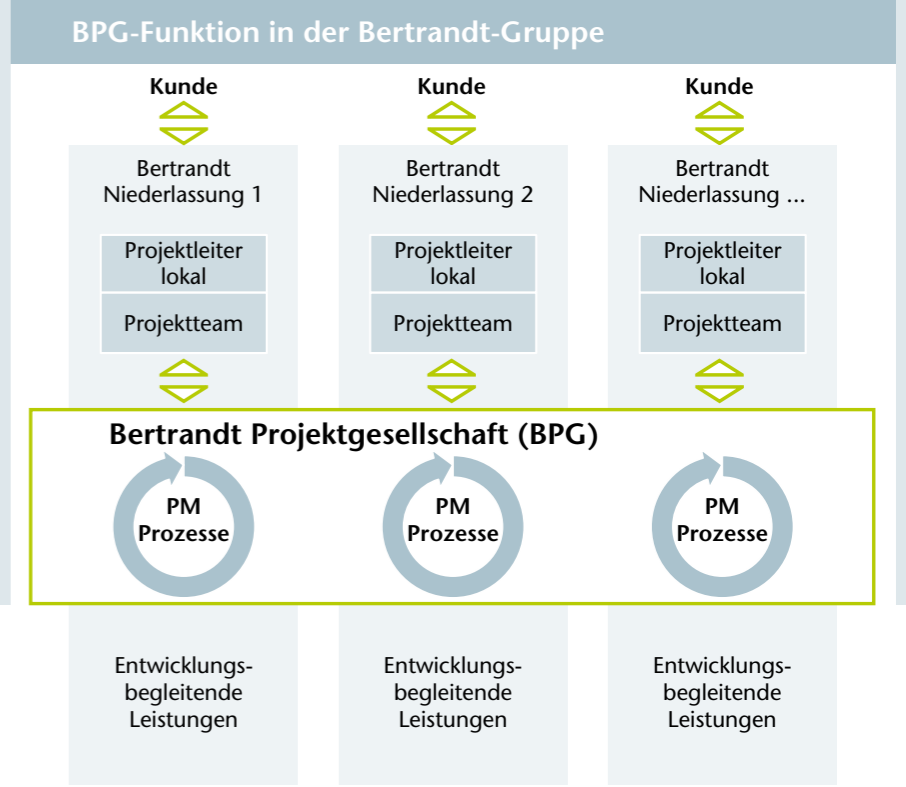 BPG-Funktion in der Bertrandt-Gruppe
Kunde
Kunde
Kunde
Bertrandt
Niederlassung 1
Bertrandt
Niederlassung 2
Bertrandt
Niederlassung ...
Projektleiter
lokal
Projektleiter
lokal
Projektleiter
lokal
Projektteam
Projektteam
Projektteam
Bertrandt Projektgesellschaft (BPG)
PM
Prozesse
PM
Prozesse
PM
Prozesse
Entwicklungs-
begleitende
Leistungen
Entwicklungs-
begleitende
Leistungen
Entwicklungs-
begleitende
Leistungen